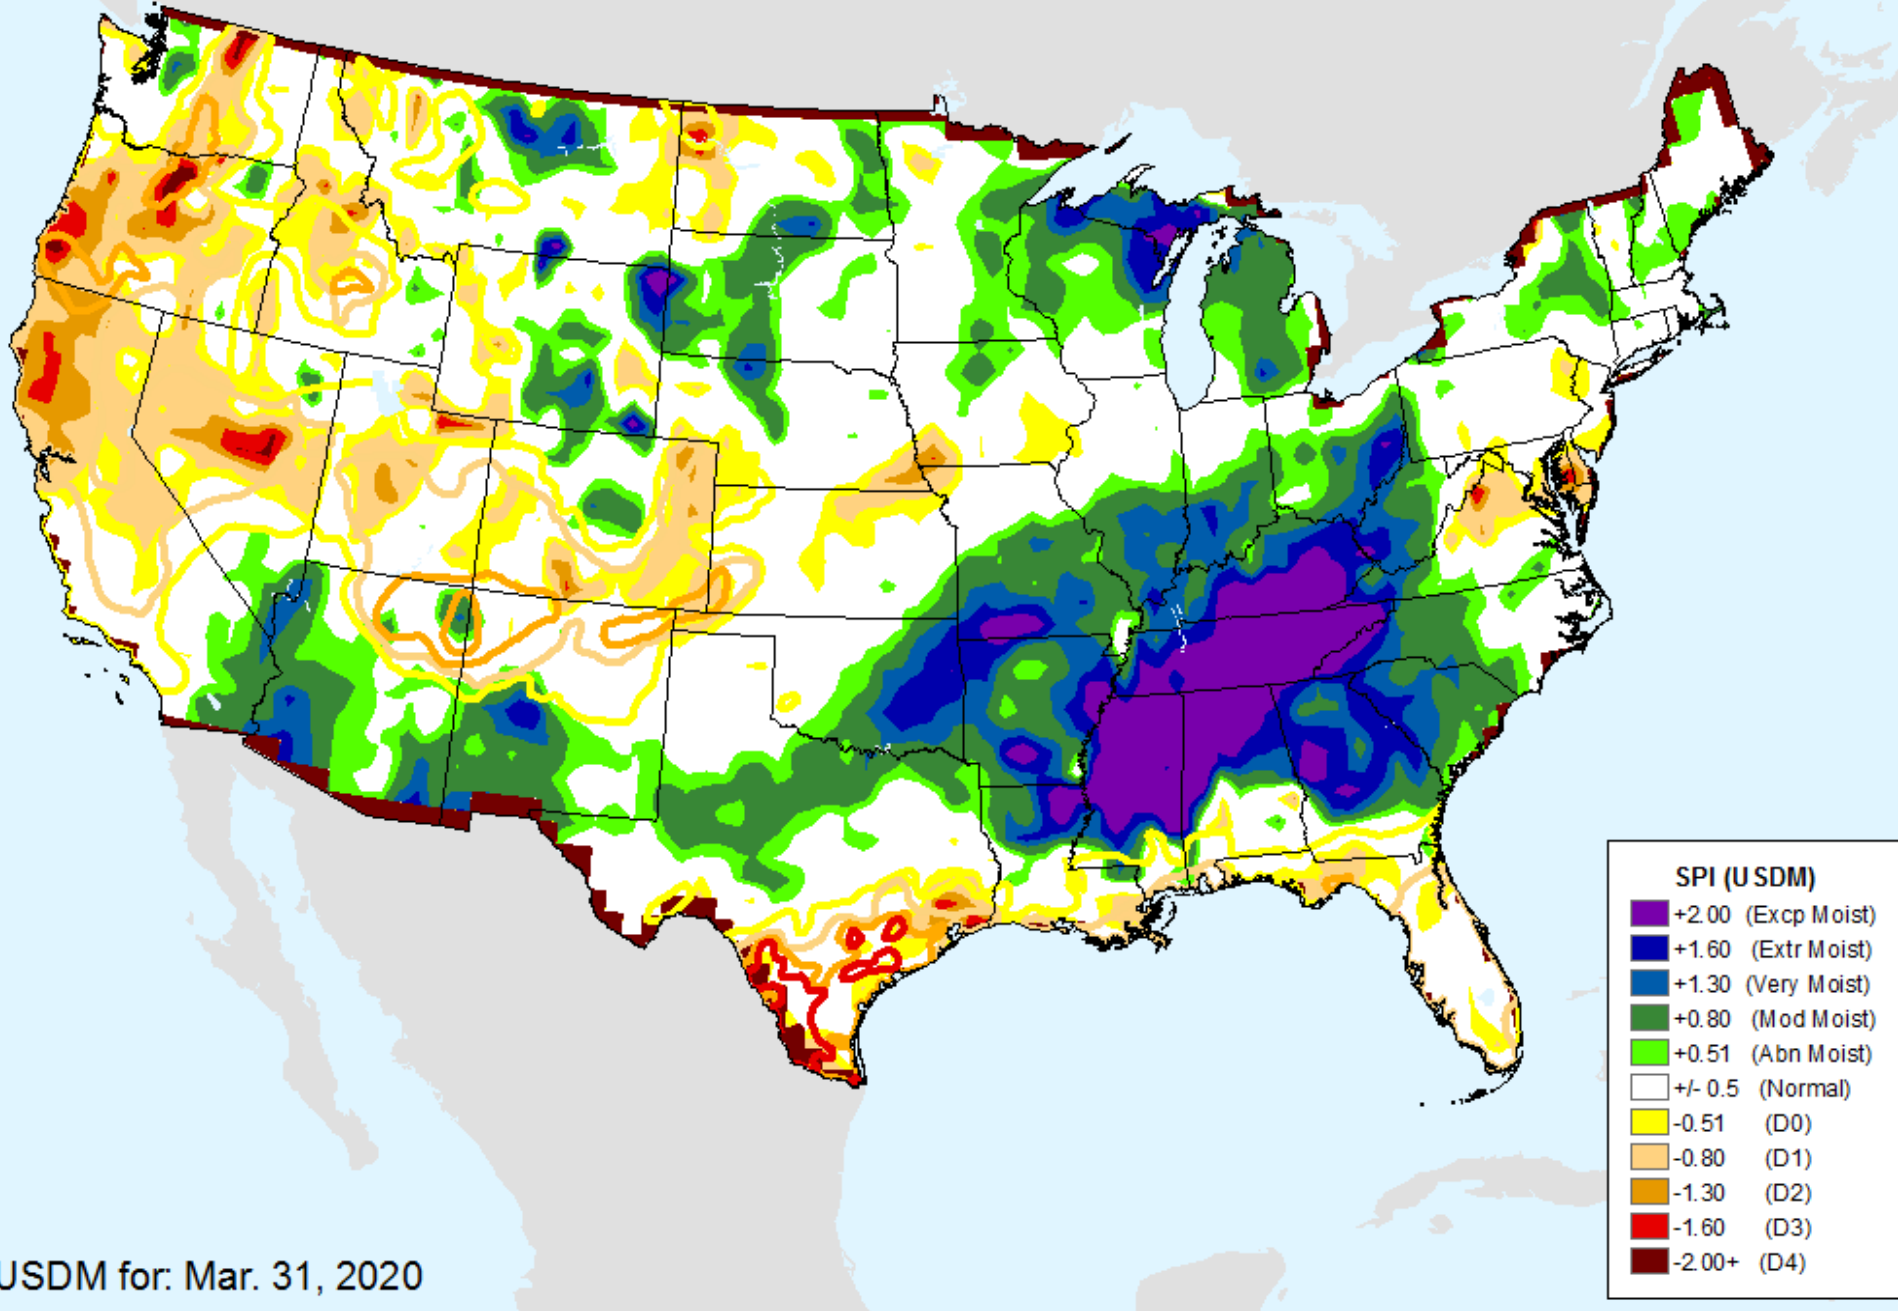 SPI (USDM)
+2.00 (Excp Moist)
+1.60 (Extr Moist)
+1.30 (Very Moist)
+0.80 (Mod Moist)
+0.51 (Abn Moist)
+/- 0.5 (Normal)
-0.51 (D0)
-0.80 (D1)
-1.30 (D2)
-1.60 (D3)
-2.00+ (D4)
USDM for: Mar. 31, 2020